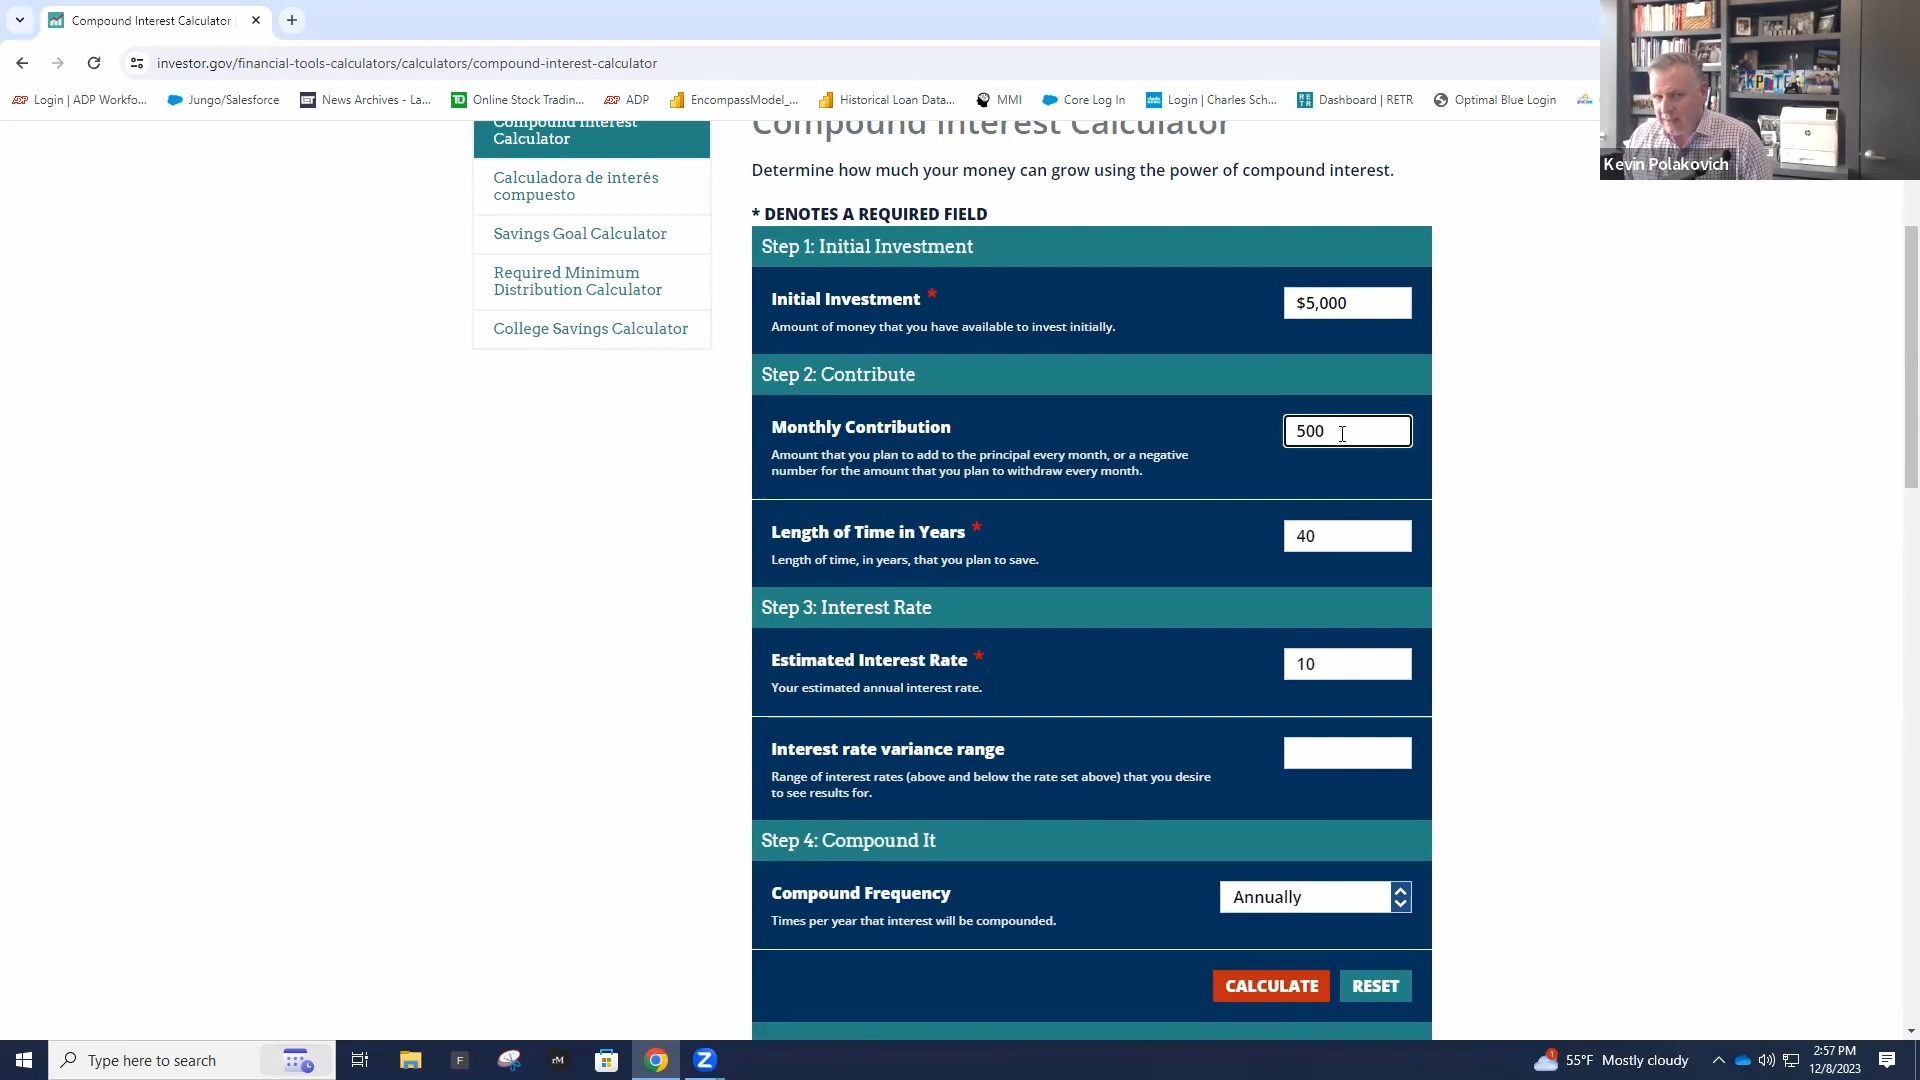 Compound Interest Calculator
investor.gov/financial-tools-calculators/calculators/compound-interest-calculator
Login | ADP Workfo...
Jungo/Salesforce
News Archives - La...
Online Stock Tradin...
ADP
EncompassModel_...
Historical Loan Data...
MMI
Core Log In
Login | Charles Sch...
Dashboard | RETR
Optimal Blue Login
Kevin Polakovich
Compound Interest
Calculator
Calculadora de interés
compuesto
Savings Goal Calculator
Required Minimum
Distribution Calculator
College Savings Calculator
Compound Interest Calculator
Determine how much your money can grow using the power of compound interest.
* DENOTES A REQUIRED FIELD
Step 1: Initial Investment
Initial Investment *
$5,000
Amount of money that you have available to invest initially.
Step 2: Contribute
Monthly Contribution
500
Amount that you plan to add to the principal every month, or a negative
number for the amount that you plan to withdraw every month.
Length of Time in Years *
40
Length of time, in years, that you plan to save.
Step 3: Interest Rate
Estimated Interest Rate *
10
Your estimated annual interest rate.
Interest rate variance range
Range of interest rates (above and below the rate set above) that you desire
to see results for.
Step 4: Compound It
Compound Frequency
Annually
Times per year that interest will be compounded.
CALCULATE
RESET
Type here to search
F
rM
Z
55°F Mostly cloudy
2:57 PM
12/8/2023